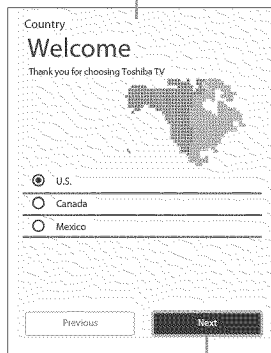 Country
Welcome
Thank you for choosing Toshiba TV
U.S.
Canada
Mexico
Previous
Next